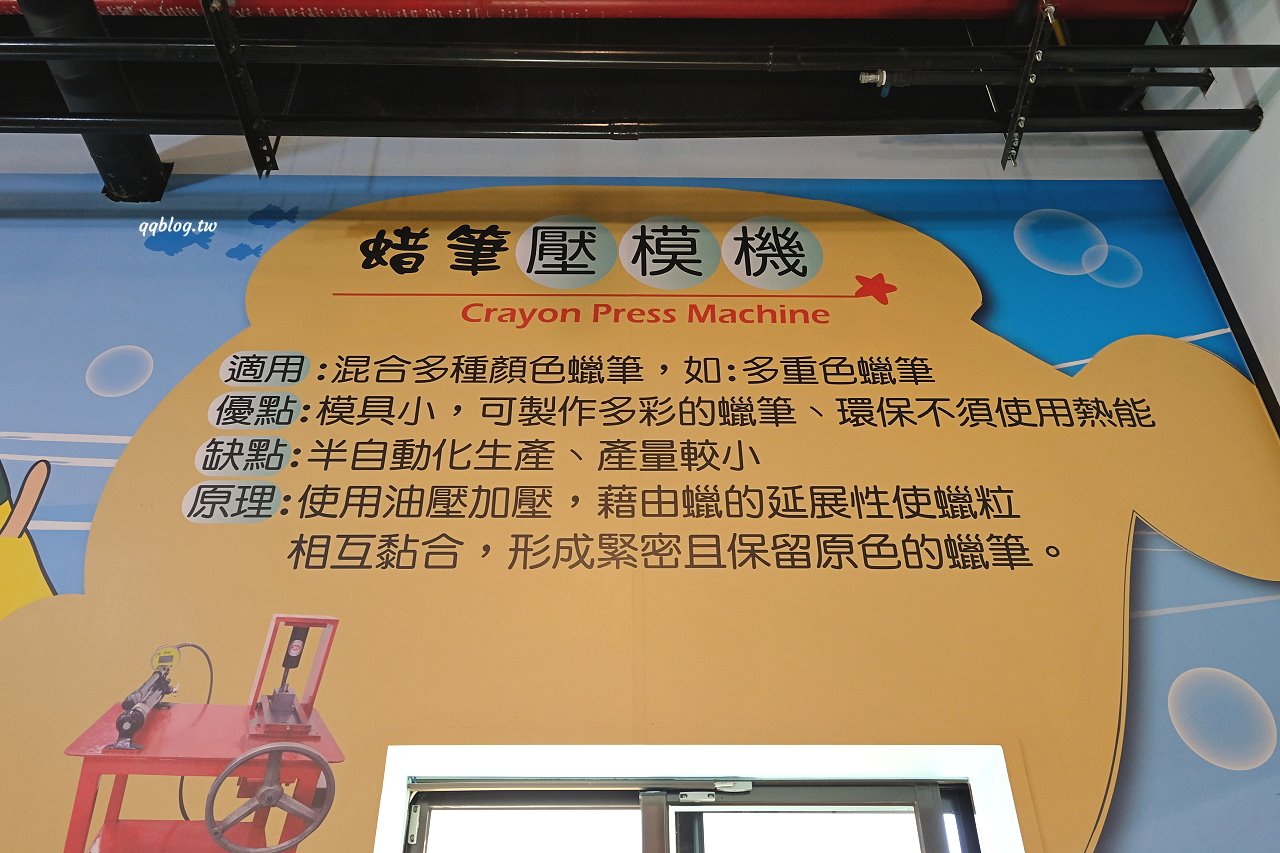 qqblog.tw
蜡筆壓模機
Crayon Press Machine
適用:混合多種顏色蠟筆，如:多重色蠟筆
優點:模具小，可製作多彩的蠟筆、環保不須使用熱能
缺點:半自動化生產、產量較小
原理:使用油壓加壓，藉由蠟的延展性使蠟粒
相互黏合，形成緊密且保留原色的蠟筆。